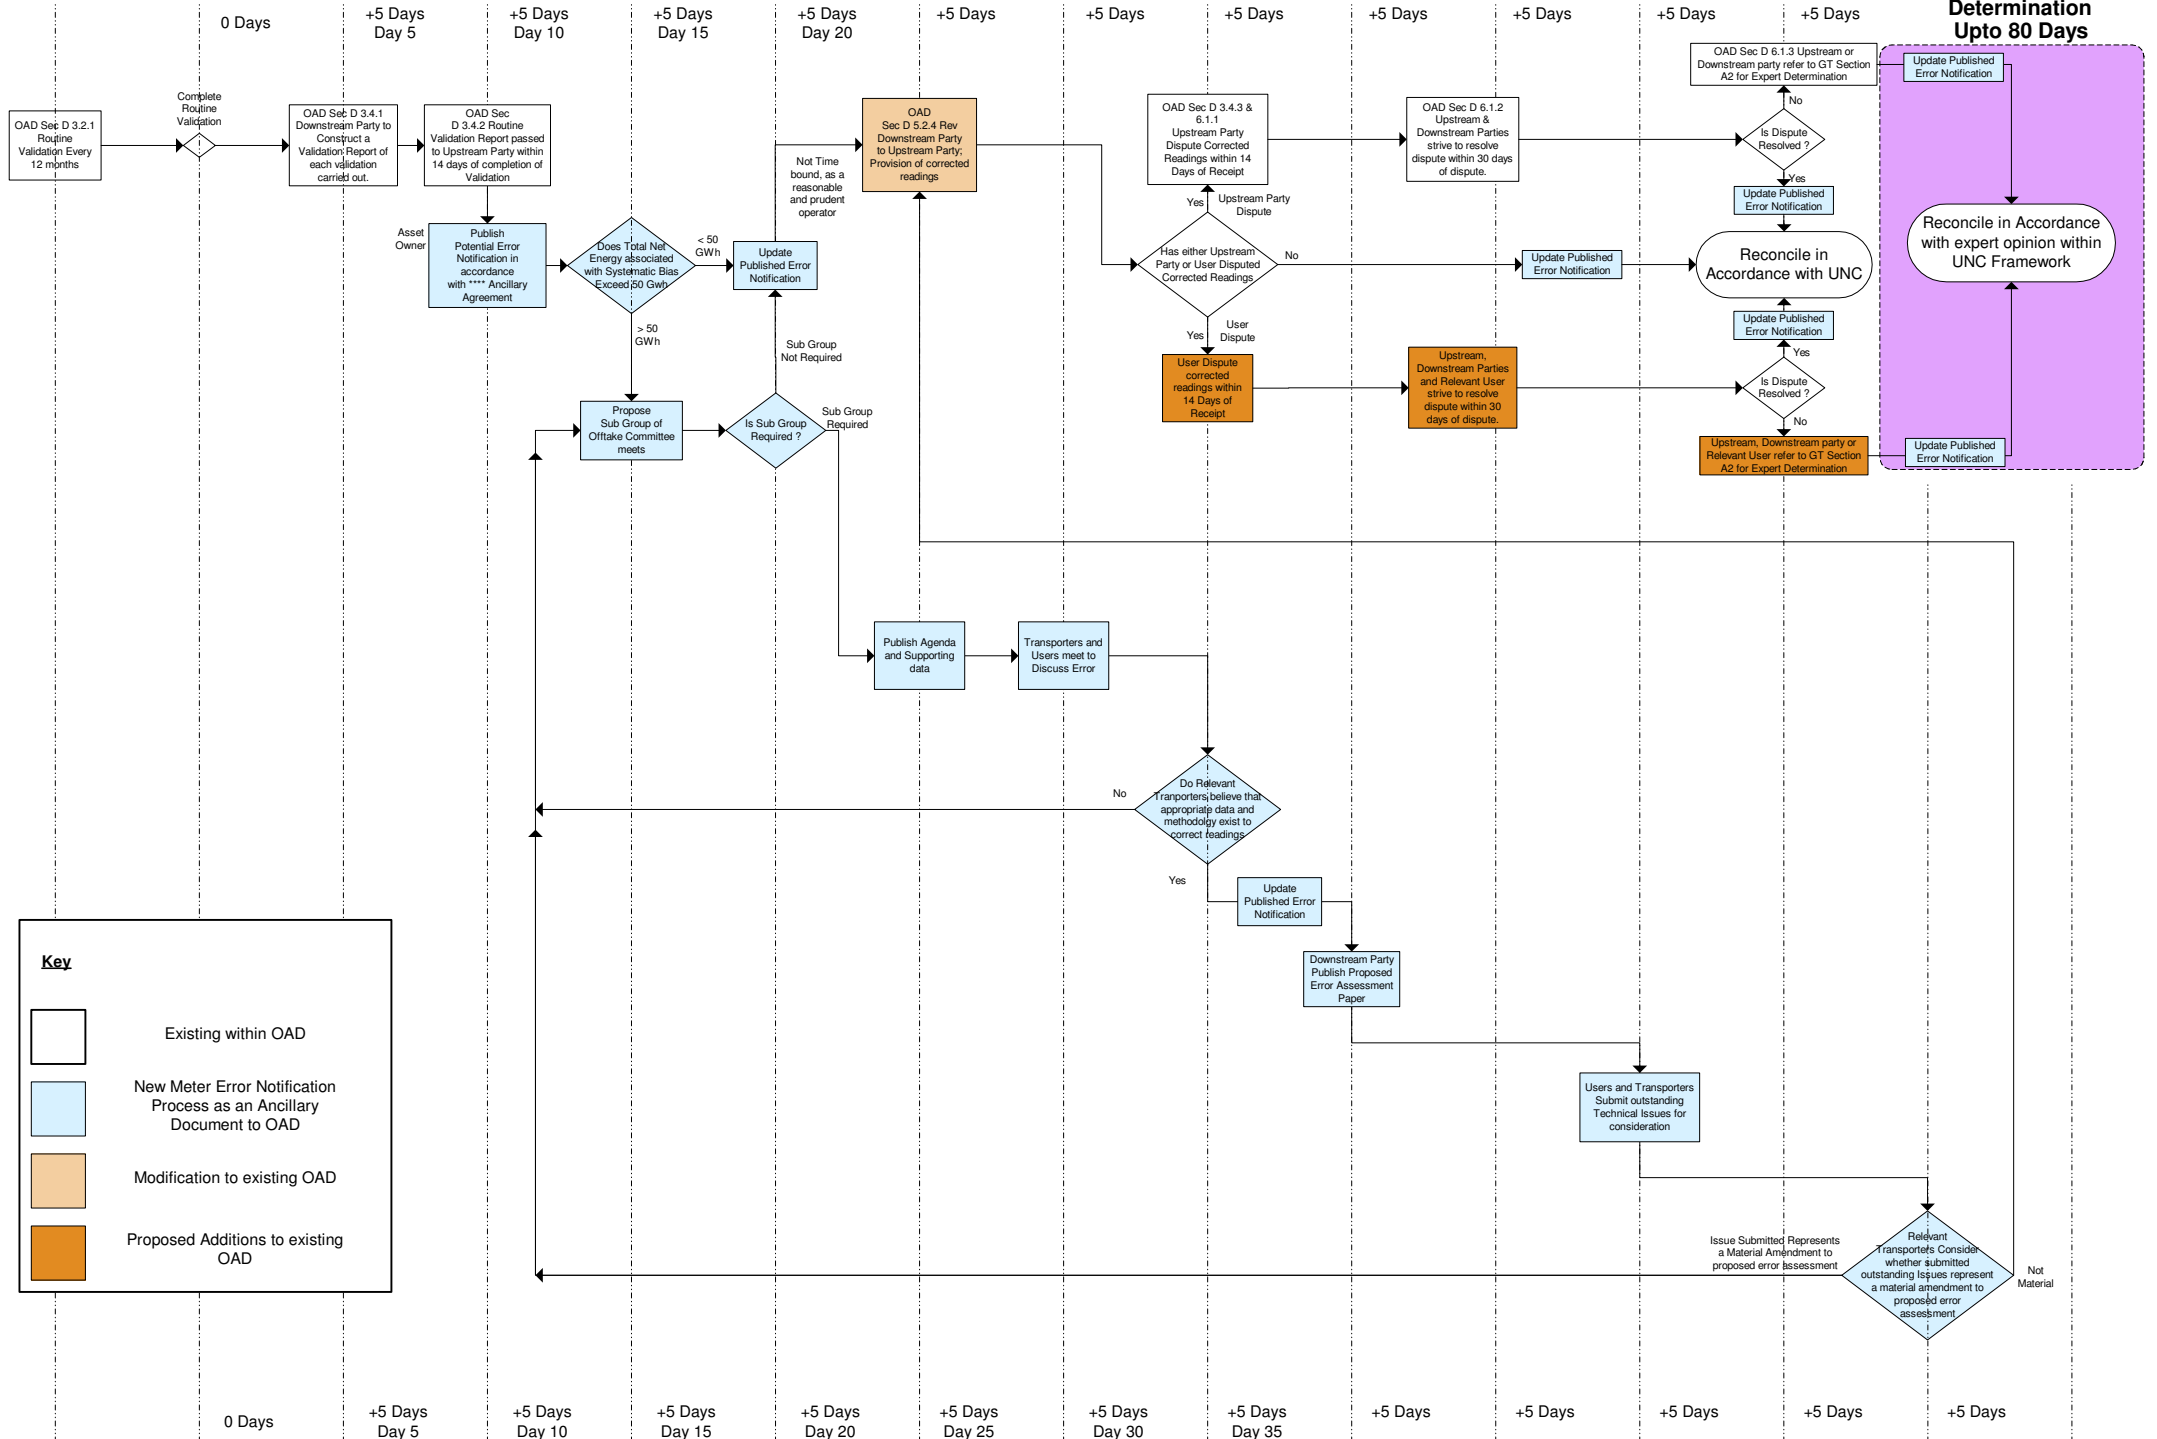 0 Days
+5 Days
Day 5
+5 Days
Day 10
+5 Days
Day 15
+5 Days
Day 20
+5 Days
+5 Days
+5 Days
+5 Days
+5 Days
+5 Days
+5 Days
Determination
Upto 80 Days
OAD Sec D 3.2.1
Routine
Validation Every
12 months
Complete
Routine
Validation
OAD Sec D 3.4.1
Downstream Party to
Construct a
Validation Report of
each validation
carried out.
OAD Sec
D 3.4.2 Routine
Validation Report passed
to Upstream Party within
14 days of completion of
Validation
Asset
Owner
Publish
Potential Error
Notification in
accordance
with **** Ancillary
Agreement
Does Total Net
Energy associated
with Systematic Bias
Exceed 50 Gwh
< 50
GWh
> 50
GWh
Update
Published Error
Notification
Not Time
bound, as a
reasonable
and prudent
operator
Sub Group
Not Required
Propose
Sub Group of
Offtake Committee
meets
Is Sub Group
Required ?
Sub Group
Required
OAD
Sec D 5.2.4 Rev
Downstream Party
to Upstream Party;
Provision of corrected
readings
OAD Sec D 3.4.3 &
6.1.1
Upstream Party
Dispute Corrected
Readings within 14
Days of Receipt
Yes
Upstream Party
Dispute
Has either Upstream
Party or User Disputed
Corrected Readings
No
Yes
User
Dispute
User Dispute
corrected
readings within
14 Days of
Receipt
OAD Sec D 6.1.2
Upstream &
Downstream Parties
strive to resolve
dispute within 30 days
of dispute.
Update Published
Error Notification
Upstream,
Downstream Parties
and Relevant User
strive to resolve
dispute within 30
days of dispute.
OAD Sec D 6.1.3 Upstream or
Downstream party refer to GT Section
A2 for Expert Determination
No
Is Dispute
Resolved ?
Yes
Update Published
Error Notification
Reconcile in
Accordance with UNC
Update Published
Error Notification
Yes
Is Dispute
Resolved ?
No
Upstream, Downstream party or
Relevant User refer to GT Section
A2 for Expert Determination
Update Published
Error Notification
Reconcile in Accordance
with expert opinion within
UNC Framework
Update Published
Error Notification
Publish Agenda
and Supporting
data
Transporters and
Users meet to
Discuss Error
Do Relevant
Tranporters believe that
appropriate data and
methodolgy exist to
correct readings
No
Yes
Update
Published Error
Notification
Downstream Party
Publish Proposed
Error Assessment
Paper
Users and Transporters
Submit outstanding
Technical Issues for
consideration
Issue Submitted Represents
a Material Amendment to
proposed error assessment
Relevant
Transporters Consider
whether submitted
outstanding Issues represent
a material amendment to
proposed error
assessment
Not
Material
Key
Existing within OAD
New Meter Error Notification
Process as an Ancillary
Document to OAD
Modification to existing OAD
Proposed Additions to existing
OAD
0 Days
+5 Days
Day 5
+5 Days
Day 10
+5 Days
Day 15
+5 Days
Day 20
+5 Days
Day 25
+5 Days
Day 30
+5 Days
Day 35
+5 Days
+5 Days
+5 Days
+5 Days
+5 Days